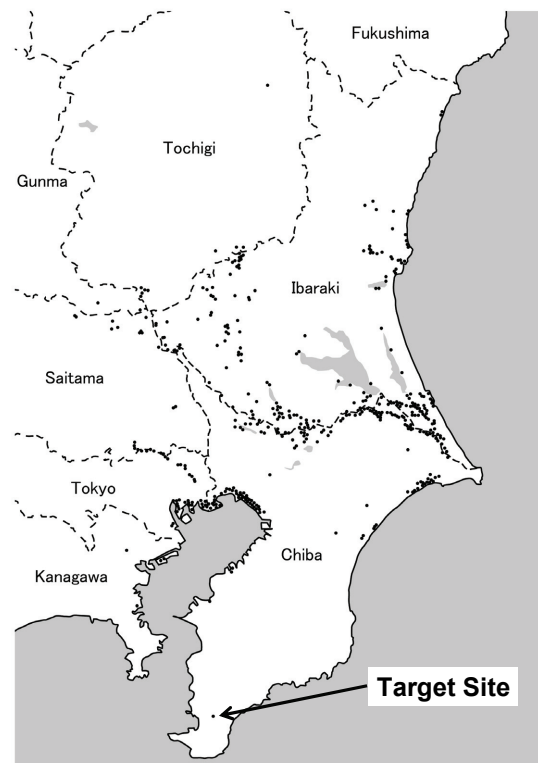 Fukushima
Tochigi
Gunma
Ibaraki
Saitama
Tokyo
Chiba
Kanagawa
Target Site